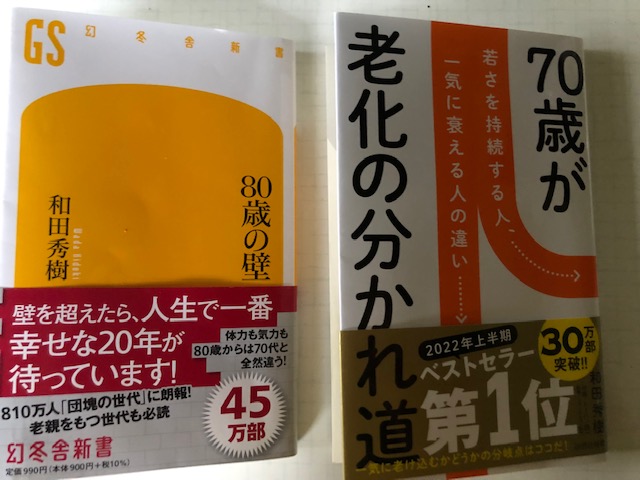 GS 幻冬舎新書
80歳の壁
和田秀樹
Wada Hideki
壁を超えたら、人生で一番
幸せな20年が
待っています!
体力も気力も
80歳からは70代と
全然違う!
810万人「団塊の世代」に朗報!
老親をもつ世代も必読
45
万部
幻冬舎新書
定価990円(本体900円+税10%)
70歳が
老化の分かれ道
若さを持続する人、
一気に衰える人の違い
2022年上半期
ベストセラー
第1位
30万部
突破!!
和田秀樹
一気に老け込むかどうかの分岐点はココだ!